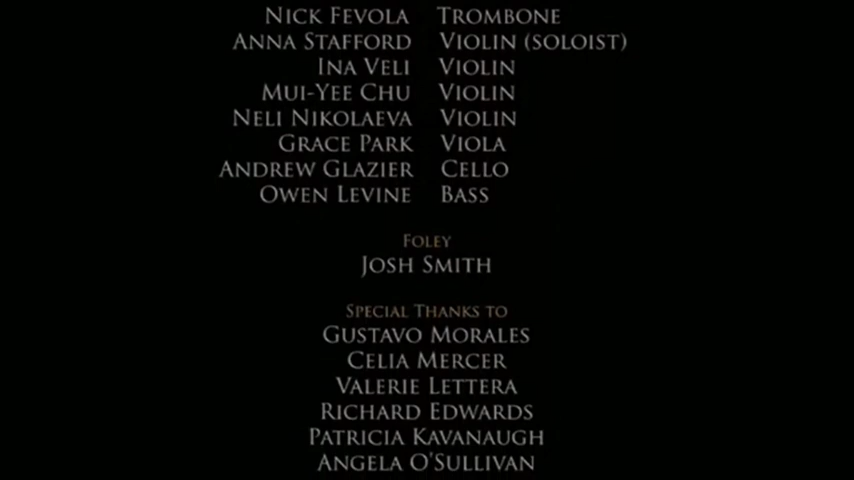 NICK FEVOLA TROMBONE
ANNA STAFFORD VIOLIN (SOLOIST)
INA VELI VIOLIN
MUI-YEE CHU VIOLIN
NELI NIKOLAEVA VIOLIN
GRACE PARK VIOLA
ANDREW GLAZIER CELLO
OWEN LEVINE BASS
FOLEY
JOSH SMITH
SPECIAL THANKS TO
GUSTAVO MORALES
CELIA MERCER
VALERIE LETTERA
RICHARD EDWARDS
PATRICIA KAVANAUGH
ANGELA O'SULLIVAN